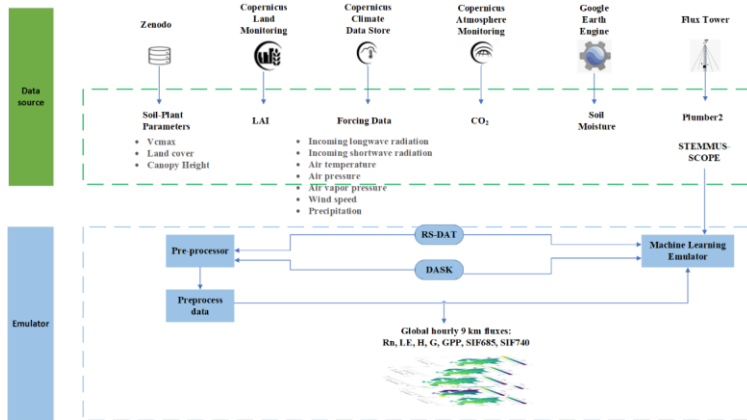 Zenodo
Copernicus
Land
Monitoring
Copernicus
Climate
Data Store
Copernicus
Atmosphere
Monitoring
Google
Earth
Engine
Flux Tower
Data
source
Soil-Plant
Parameters
• Vcmax
• Land cover
• Canopy Height
LAI
Forcing Data
• Incoming longwave radiation
• Incoming shortwave radiation
• Air temperature
• Air pressure
• Air vapor pressure
• Wind speed
• Precipitation
CO₂
Soil
Moisture
Plumber2
STEMMUS-
SCOPE
Emulator
Pre-processor
RS-DAT
DASK
Machine Learning
Emulator
Preprocess
data
Global hourly 9 km fluxes:
Rn, LE, H, G, GPP, SIF685, SIF740